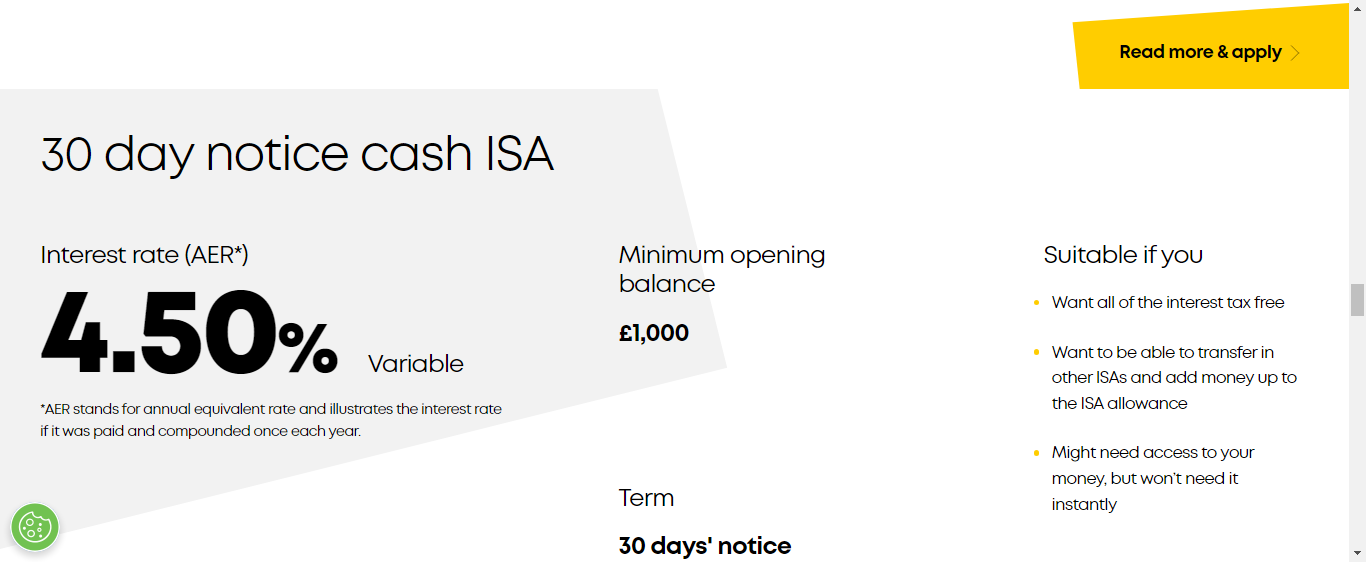 Read more & apply
30 day notice cash ISA
Interest rate (AER*)
4.50%
Variable
*AER stands for annual equivalent rate and illustrates the interest rate
if it was paid and compounded once each year.
Minimum opening
balance
£1,000
Term
30 days' notice
Suitable if you
Want all of the interest tax free
Want to be able to transfer in
other ISAs and add money up to
the ISA allowance
Might need access to your
money, but won't need it
instantly